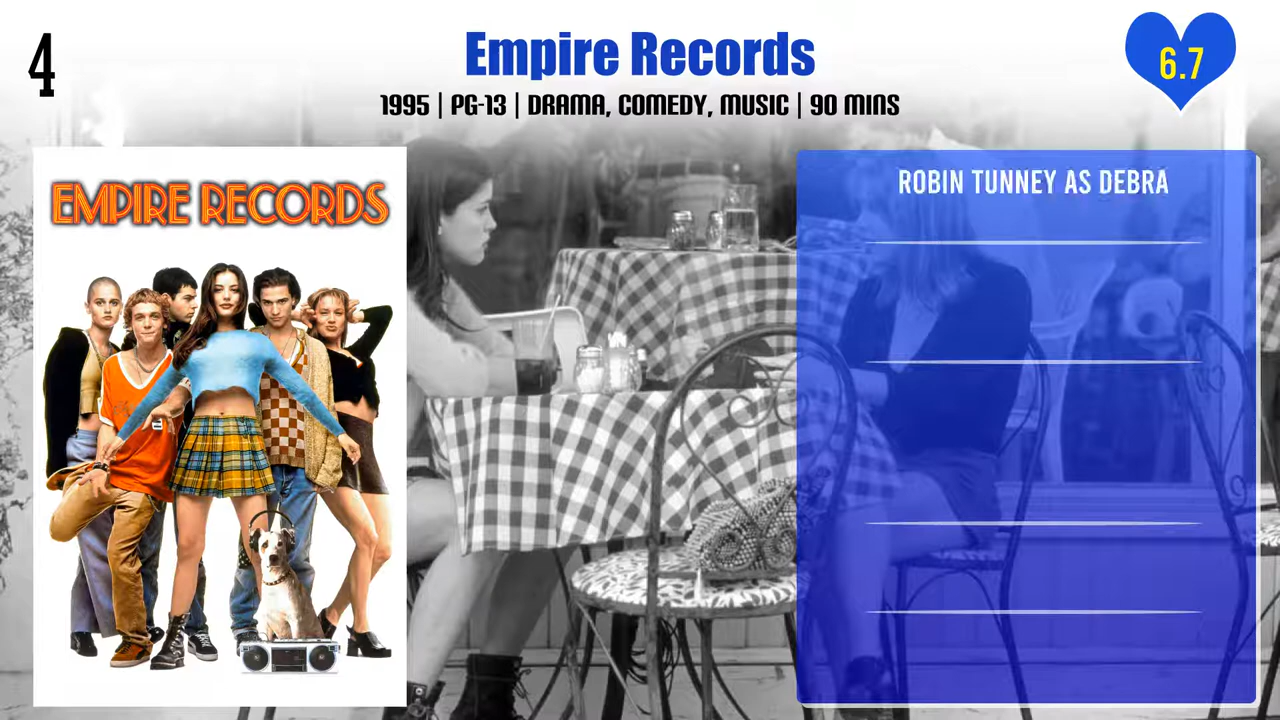 4
Empire Records
6.7
1995 | PG-13 | DRAMA, COMEDY, MUSIC | 90 MINS
EMPIRE RECORDS
ROBIN TUNNEY AS DEBRA